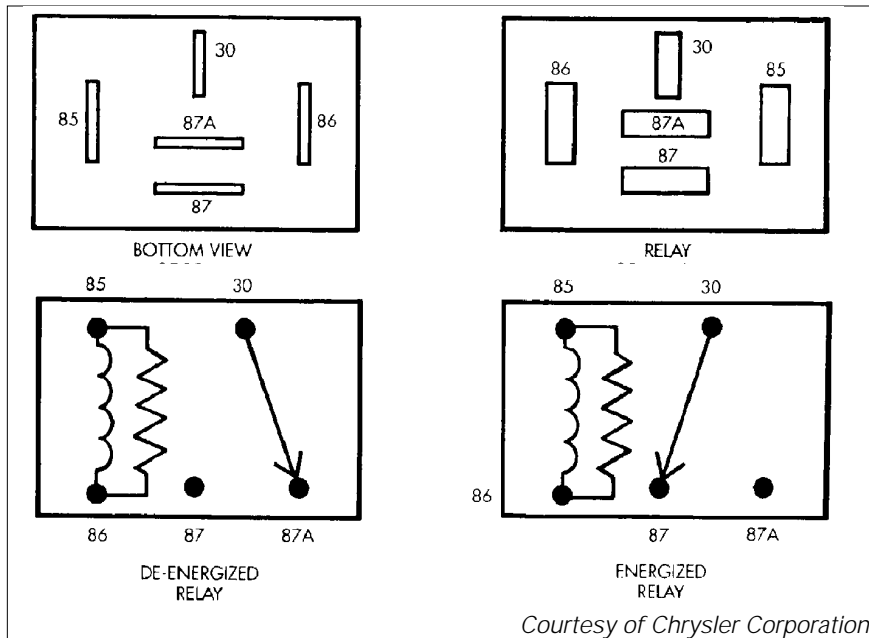 30
85
87A
86
87
BOTTOM VIEW
30
86
85
87A
87
RELAY
85
30
86
87
87A
DE-ENERGIZED
RELAY
85
30
86
87
87A
ENERGIZED
RELAY
Courtesy of Chrysler Corporation